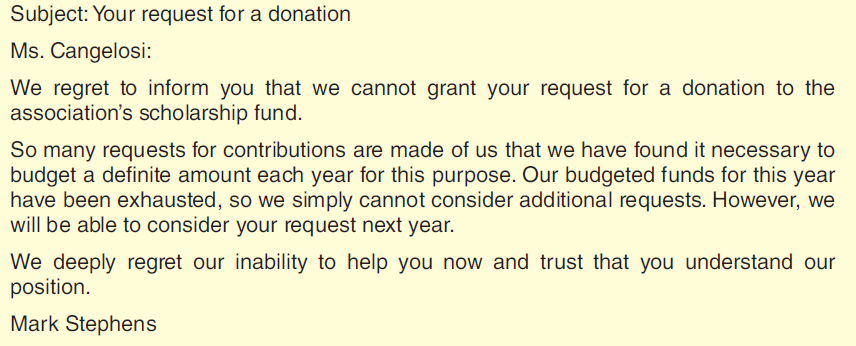 Subject: Your request for a donation
Ms. Cangelosi:
We regret to inform you that we cannot grant your request for a donation to the
association’s scholarship fund.
So many requests for contributions are made of us that we have found it necessary to
budget a definite amount each year for this purpose. Our budgeted funds for this year
have been exhausted, so we simply cannot consider additional requests. However, we
will be able to consider your request next year.
We deeply regret our inability to help you now and trust that you understand our
position.
Mark Stephens